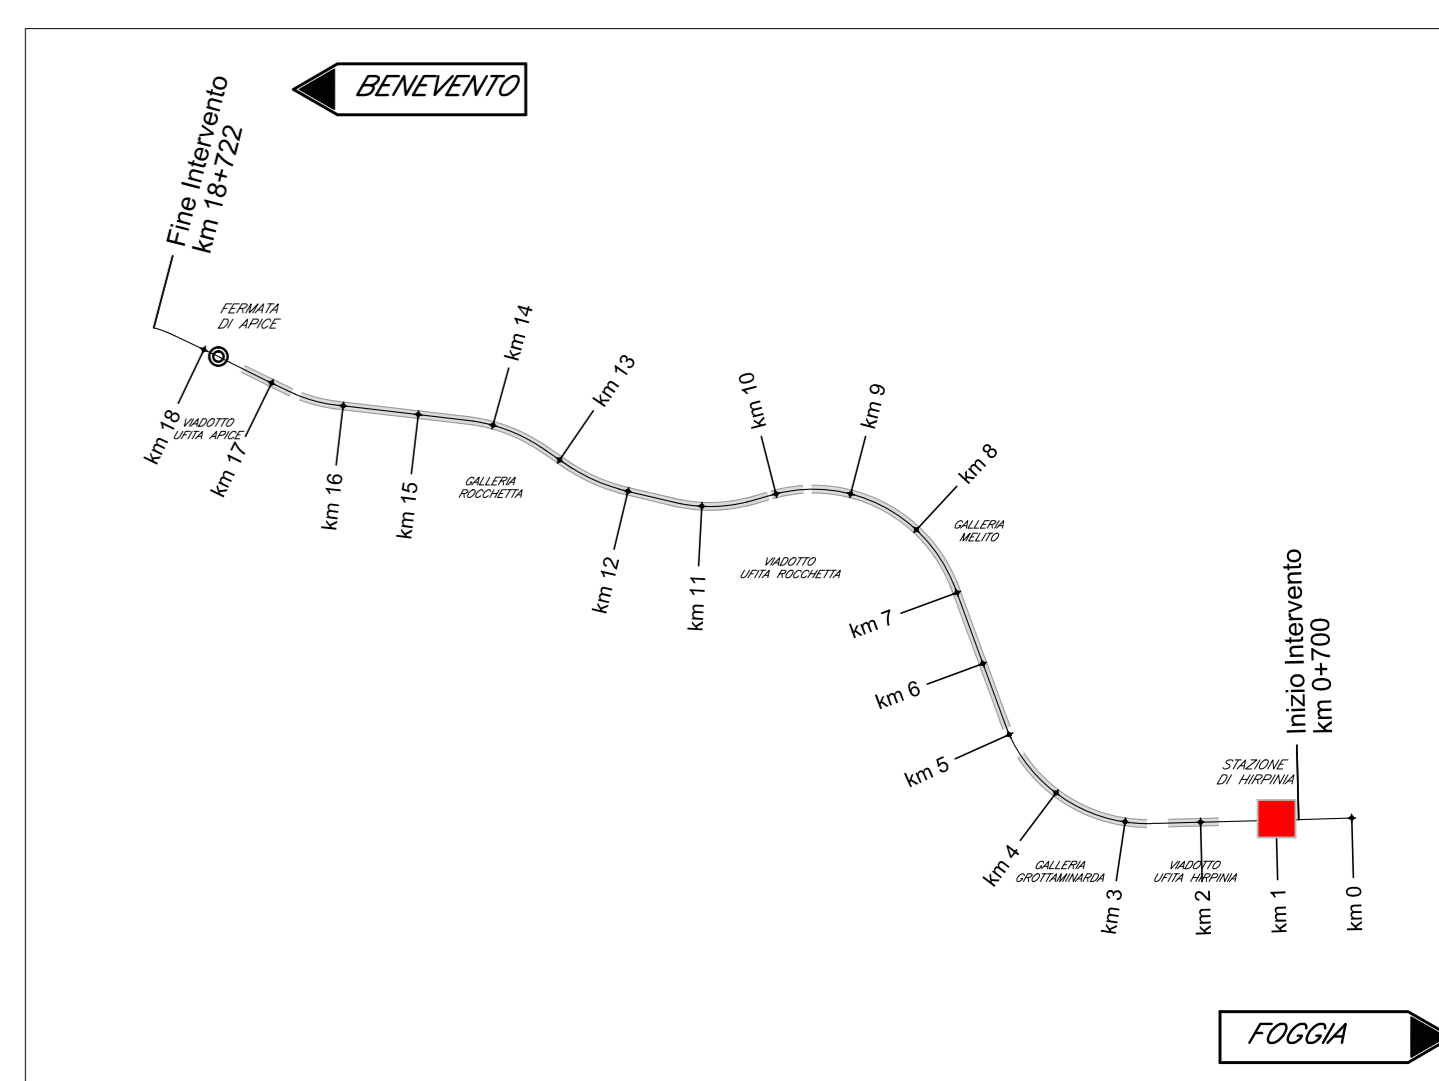 BENEVENTO
Fine Intervento
km 18+722
FERMATA
DI APICE
km 18
VIADOTTO
UFITA APICE
km 17
km 16
km 15
km 14
GALLERIA
ROCCHETTA
km 13
km 12
km 11
km 10
VIADOTTO
UFITA ROCCHETTA
km 9
km 8
GALLERIA
MELITO
km 7
km 6
km 5
km 4
GALLERIA
GROTTAMINARDA
km 3
VIADOTTO
UFITA HIRPINIA
km 2
STAZIONE
DI HIRPINIA
Inizio Intervento
km 0+700
km 1
km 0
FOGGIA